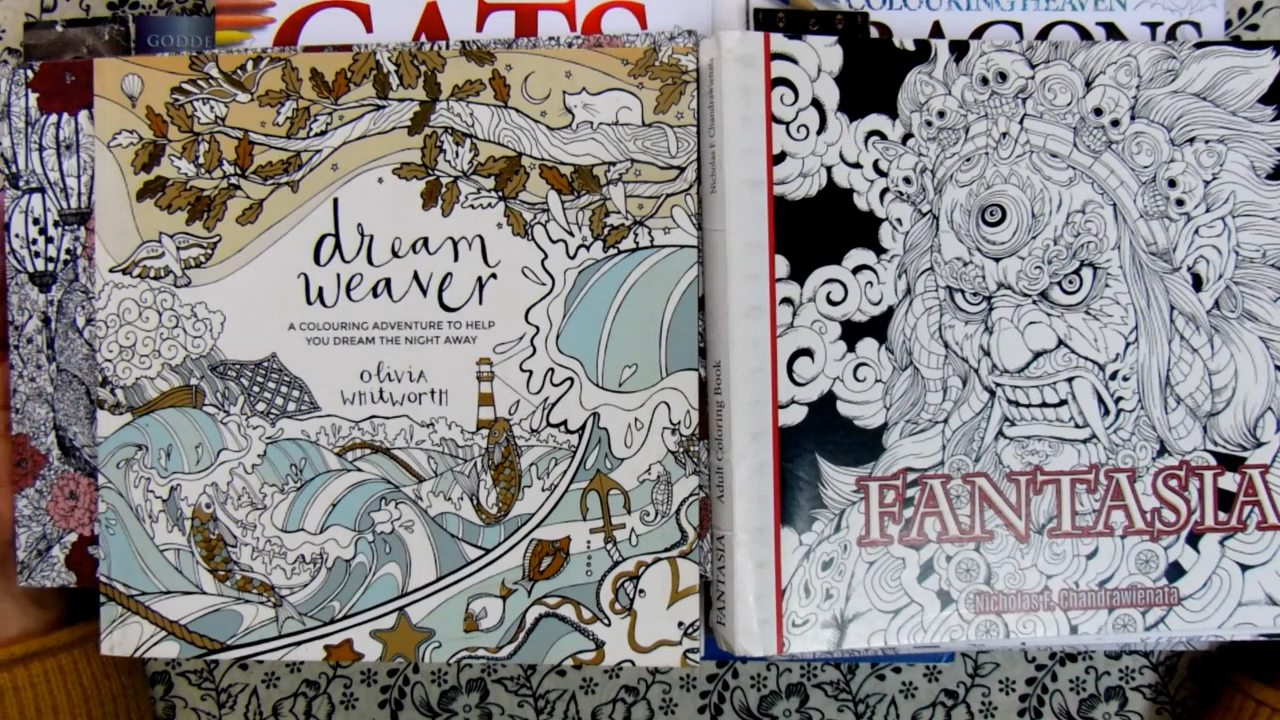 CATS
COLOURING HEAVEN
GODDE
dream
weaver
A COLOURING ADVENTURE TO HELP
YOU DREAM THE NIGHT AWAY
olivia
whitworth
FANTASIA Adult Coloring Book Nicholas F. Chandrawienata
FANTASIA
Nicholas F. Chandrawienata